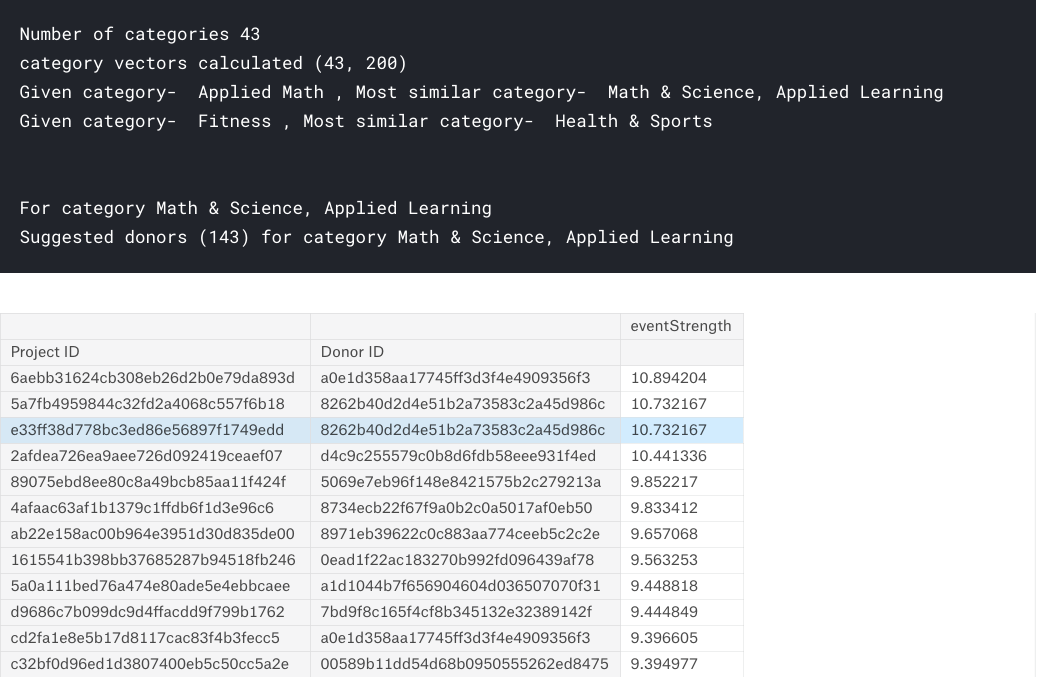 Number of categories 43
category vectors calculated (43, 200)
Given category-  Applied Math , Most similar category-  Math & Science, Applied Learning
Given category-  Fitness , Most similar category-  Health & Sports
For category Math & Science, Applied Learning
Suggested donors (143) for category Math & Science, Applied Learning
eventStrength
Project ID Donor ID
6aebb31624cb308eb26d2b0e79da893d a0e1d358aa17745ff3d3f4e4909356f3 10.894204
5a7fb4959844c32fd2a4068c557f6b18 8262b40d2d4e51b2a73583c2a45d986c 10.732167
e33ff38d778bc3ed86e56897f1749edd 8262b40d2d4e51b2a73583c2a45d986c 10.732167
2afdea726ea9aee726d092419ceaef07 d4c9c255579c0b8d6fdb58eee931f4ed 10.441336
89075ebd8ee80c8a49bcb85aa11f424f 5069e7eb96f148e8421575b2c279213a 9.852217
4afaac63af1b1379c1ffdb6f1d3e96c6 8734ecb22f67f9a0b2c0a5017af0eb50 9.833412
ab22e158ac00b964e3951d30d835de00 8971eb39622c0c883aa774ceeb5c2c2e 9.657068
1615541b398bb37685287b94518fb246 0ead1f22ac183270b992fd096439af78 9.563253
5a0a111bed76a474e80ade5e4ebbcaee a1d1044b7f656904604d036507070f31 9.448818
d9686c7b099dc9d4ffacdd9f799b1762 7bd9f8c165f4cf8b345132e32389142f 9.444849
cd2fa1e8e5b17d8117cac83f4b3fecc5 a0e1d358aa17745ff3d3f4e4909356f3 9.396605
c32bf0d96ed1d3807400eb5c50cc5a2e 00589b11dd54d68b0950555262ed8475 9.394977